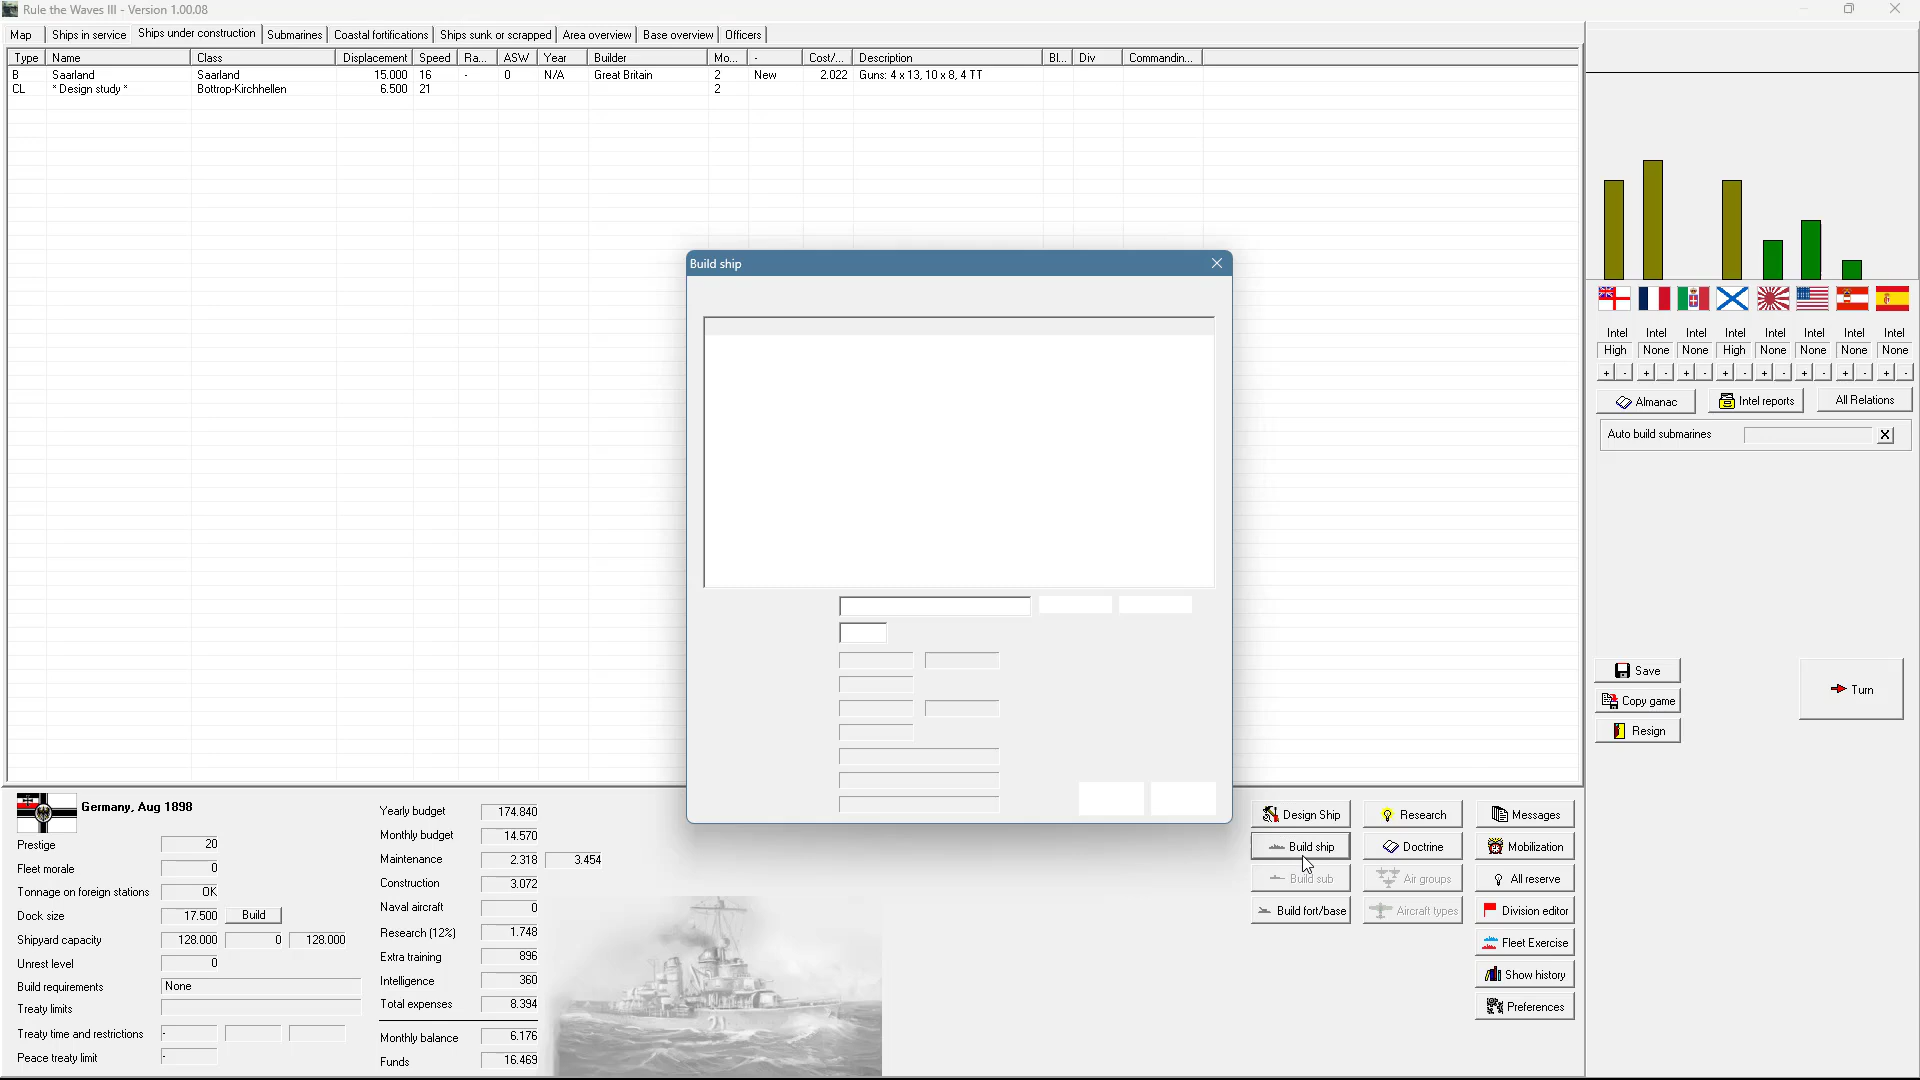 Rule the Waves III - Version 1.00.08
Map Ships in service Ships under construction Submarines Coastal fortifications Ships sunk or scrapped Area overview Base overview Officers
Type Name Class Displacement Speed Ra... ASW Year Builder Mo... - Cost/... Description Bl... Div Commandin...
B Saarland Saarland 15.000 16 - 0 N/A Great Britain 2 New 2.022 Guns: 4 x 13, 10 x 8, 4 TT
CL * Design study * Bottrop-Kirchhellen 6.500 21 2
Build ship
Intel Intel Intel Intel Intel Intel Intel Intel
High None None High None None None None
+ - + - + - + - + - + - + - + -
Almanac Intel reports All Relations
Auto build submarines X
Save
Copy game
Resign
Turn
Germany, Aug 1898
Prestige 20
Fleet morale 0
Tonnage on foreign stations OK
Dock size 17.500 Build
Shipyard capacity 128.000 0 128.000
Unrest level 0
Build requirements None
Treaty limits
Treaty time and restrictions -
Peace treaty limit -
Yearly budget 174.840
Monthly budget 14.570
Maintenance 2.318 3.454
Construction 3.072
Naval aircraft 0
Research (12%) 1.748
Extra training 896
Intelligence 360
Total expenses 8.394
Monthly balance 6.176
Funds 16.469
Design Ship Research Messages
Build ship Doctrine Mobilization
Build sub Air groups All reserve
Build fort/base Aircraft types Division editor
Fleet Exercise
Show history
Preferences